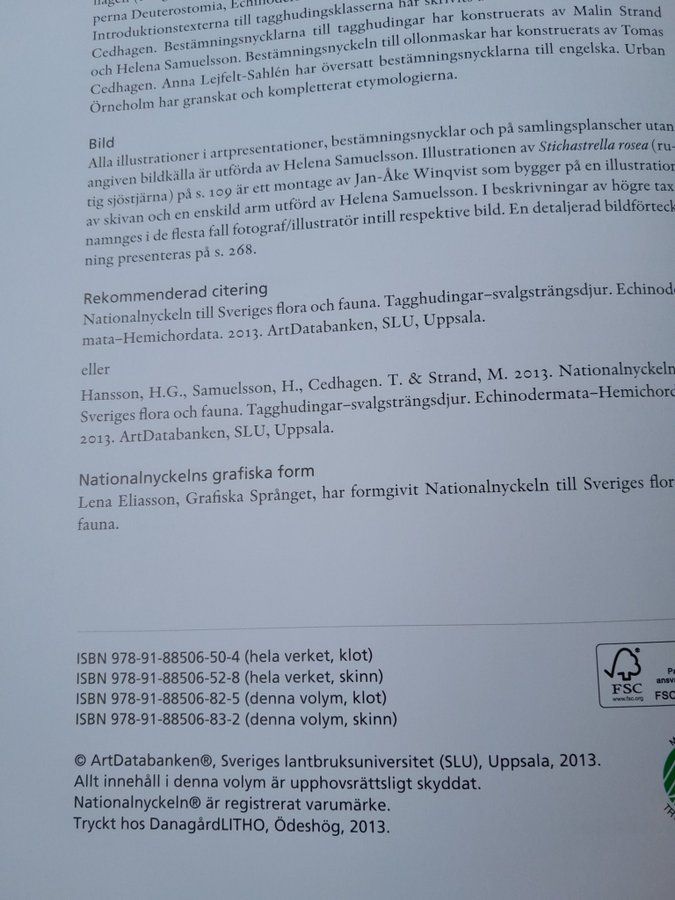 perna Deuterostomia,
Introduktionstexterna till tagghudingsklasserna har
Cedhagen. Bestämningsnycklarna till tagghudingar har konstruerats av Malin Strand
och Helena Samuelsson. Bestämningsnyckeln till ollonmaskar har konstruerats av Tomas
Cedhagen. Anna Lejfelt-Sahlén har översatt bestämningsnycklarna till engelska. Urban
Örneholm har granskat och kompletterat etymologierna.
Bild
Alla illustrationer i artpresentationer, bestämningsnycklar och på samlingsplanscher utan
angiven bildkälla är utförda av Helena Samuelsson. Illustrationen av Stichastrella rosea (ru-
tig sjöstjärna) på s. 109 är ett montage av Jan-Åke Winqvist som bygger på en illustration
av skivan och en enskild arm utförd av Helena Samuelsson. I beskrivningar av högre tax
namnges i de flesta fall fotograf/illustratör intill respektive bild. En detaljerad bildförteck
ning presenteras på s. 268.
Rekommenderad citering
Nationalnyckeln till Sveriges flora och fauna. Tagghudingar–svalgsträngsdjur. Echinode
mata–Hemichordata. 2013. ArtDatabanken, SLU, Uppsala.
eller
Hansson, H.G., Samuelsson, H., Cedhagen. T. & Strand, M. 2013. Nationalnyckeln
Sveriges flora och fauna. Tagghudingar–svalgsträngsdjur. Echinodermata–Hemichord
2013. ArtDatabanken, SLU, Uppsala.
Nationalnyckelns grafiska form
Lena Eliasson, Grafiska Språnget, har formgivit Nationalnyckeln till Sveriges flor
fauna.
ISBN 978-91-88506-50-4 (hela verket, klot)
ISBN 978-91-88506-52-8 (hela verket, skinn)
ISBN 978-91-88506-82-5 (denna volym, klot)
ISBN 978-91-88506-83-2 (denna volym, skinn)
FSC
www.fsc.org
ansv
FSC
© ArtDatabanken®, Sveriges lantbruksuniversitet (SLU), Uppsala, 2013.
Allt innehåll i denna volym är upphovsrättsligt skyddat.
Nationalnyckeln® är registrerat varumärke.
Tryckt hos DanagårdLITHO, Ödeshög, 2013.